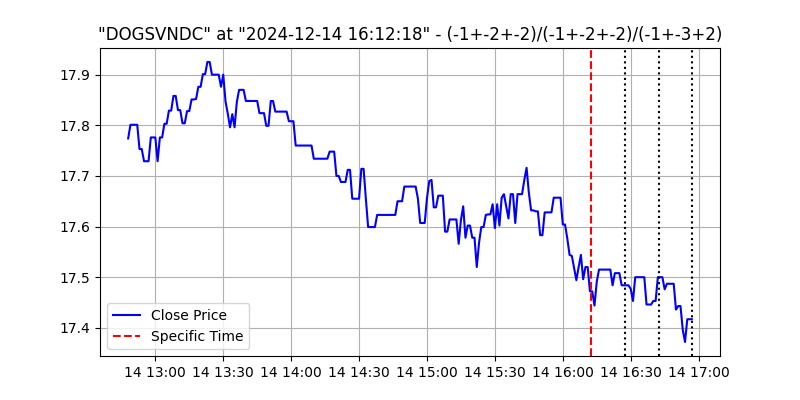 "DOGSVNDC" at "2024-12-14 16:12:18" - (-1+-2+-2)/(-1+-2+-2)/(-1+-3+2)
17.9
17.8
17.7
17.6
17.5
17.4
Close Price
Specific Time
14 13:00 14 13:30 14 14:00 14 14:30 14 15:00 14 15:30 14 16:00 14 16:30 14 17:00